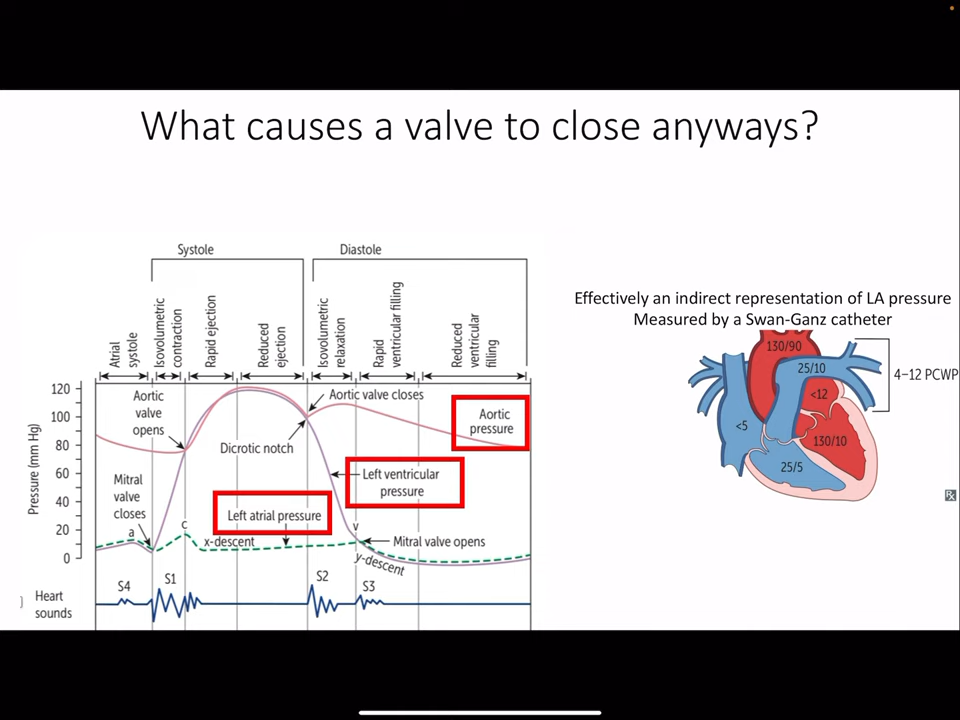 What causes a valve to close anyways?
Systole
Diastole
Atrial
systole
Isovolumetric
contraction
Rapid ejection
Reduced
ejection
Isovolumetric
relaxation
Rapid
ventricular filling
Reduced
ventricular
filling
Pressure (mm Hg)
120
100
80
60
40
20
0
Aortic
valve
opens
Mitral
valve
closes
Dicrotic notch
Aortic valve closes
Aortic
pressure
Left ventricular
pressure
Left atrial pressure
Mitral valve opens
a
c
x-descent
v
y-descent
Heart
sounds
S4
S1
S2
S3
Effectively an indirect representation of LA pressure
Measured by a Swan-Ganz catheter
130/90
25/10
<12
<5
130/10
25/5
4–12 PCWP
℞